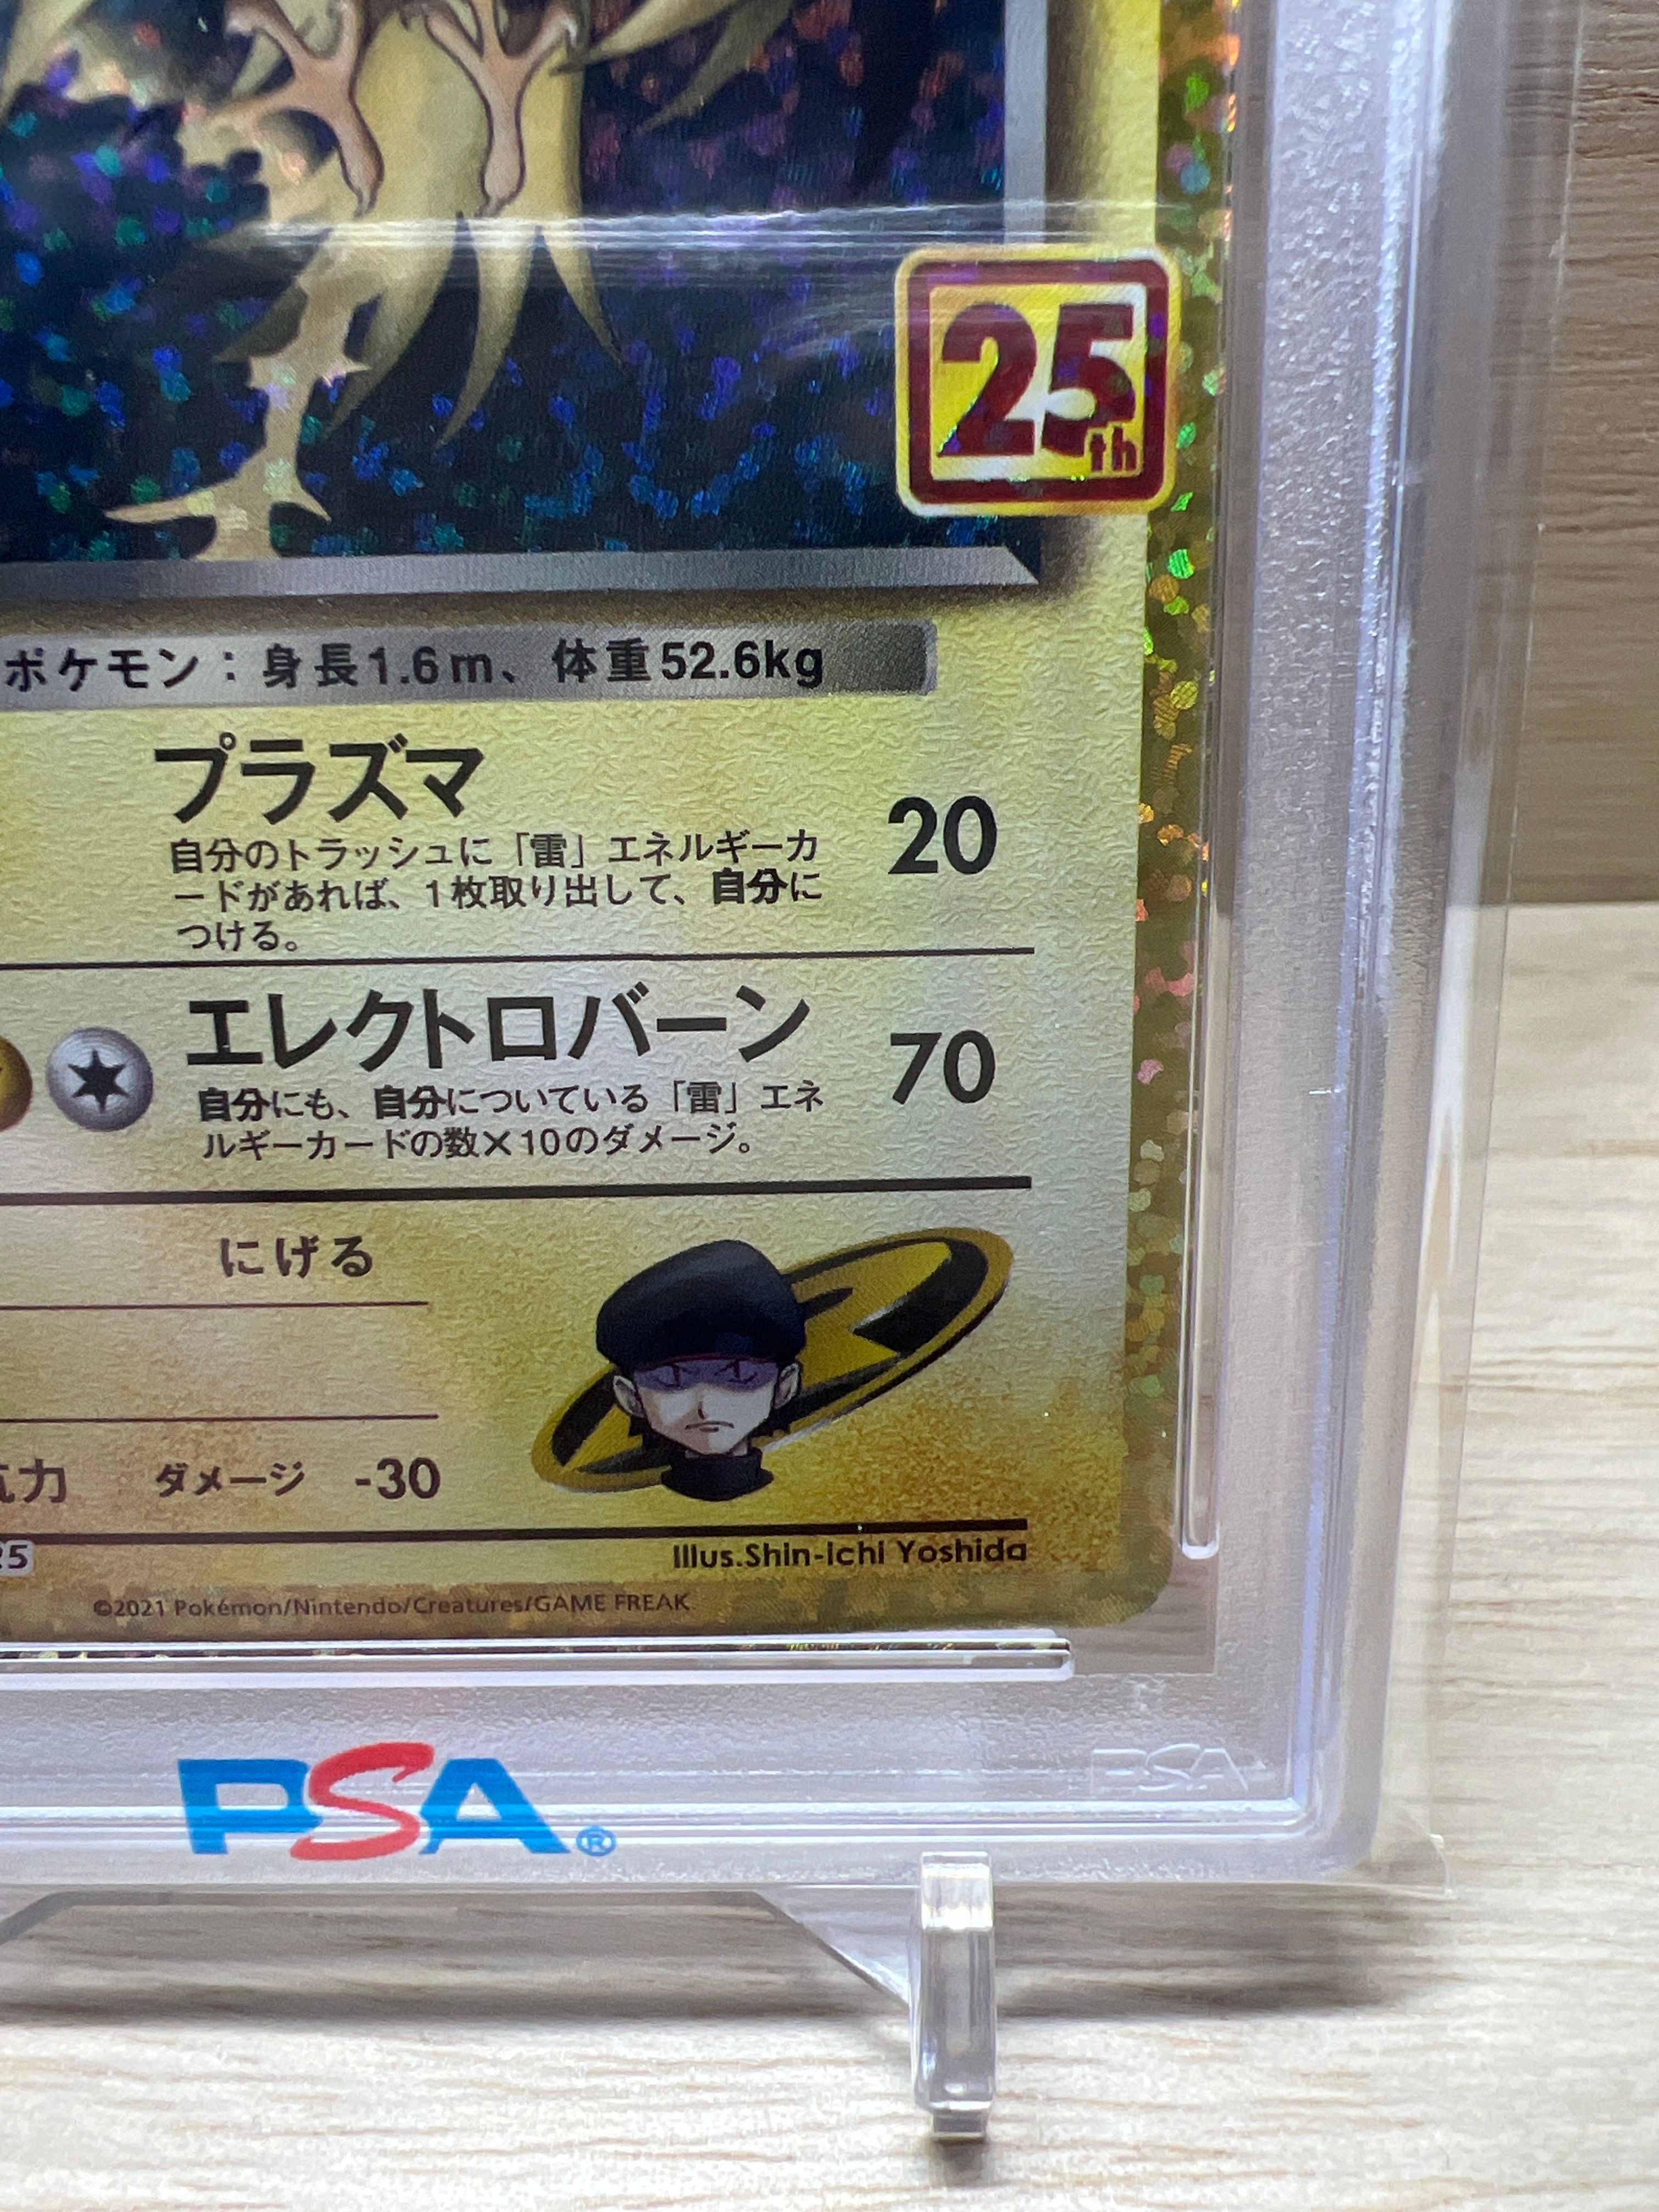 25th
ポケモン：身長1.6m、体重52.6kg
プラズマ
20
自分のトラッシュに「雷」エネルギーカ
ードがあれば、1枚取り出して、自分に
つける。
エレクトロバーン
70
自分にも、自分についている「雷」エネ
ルギーカードの数×10のダメージ。
にげる
力 ダメージ -30
25
Illus.Shin-ichi Yoshida
©2021 Pokémon/Nintendo/Creatures/GAME FREAK
PSA
PSA®